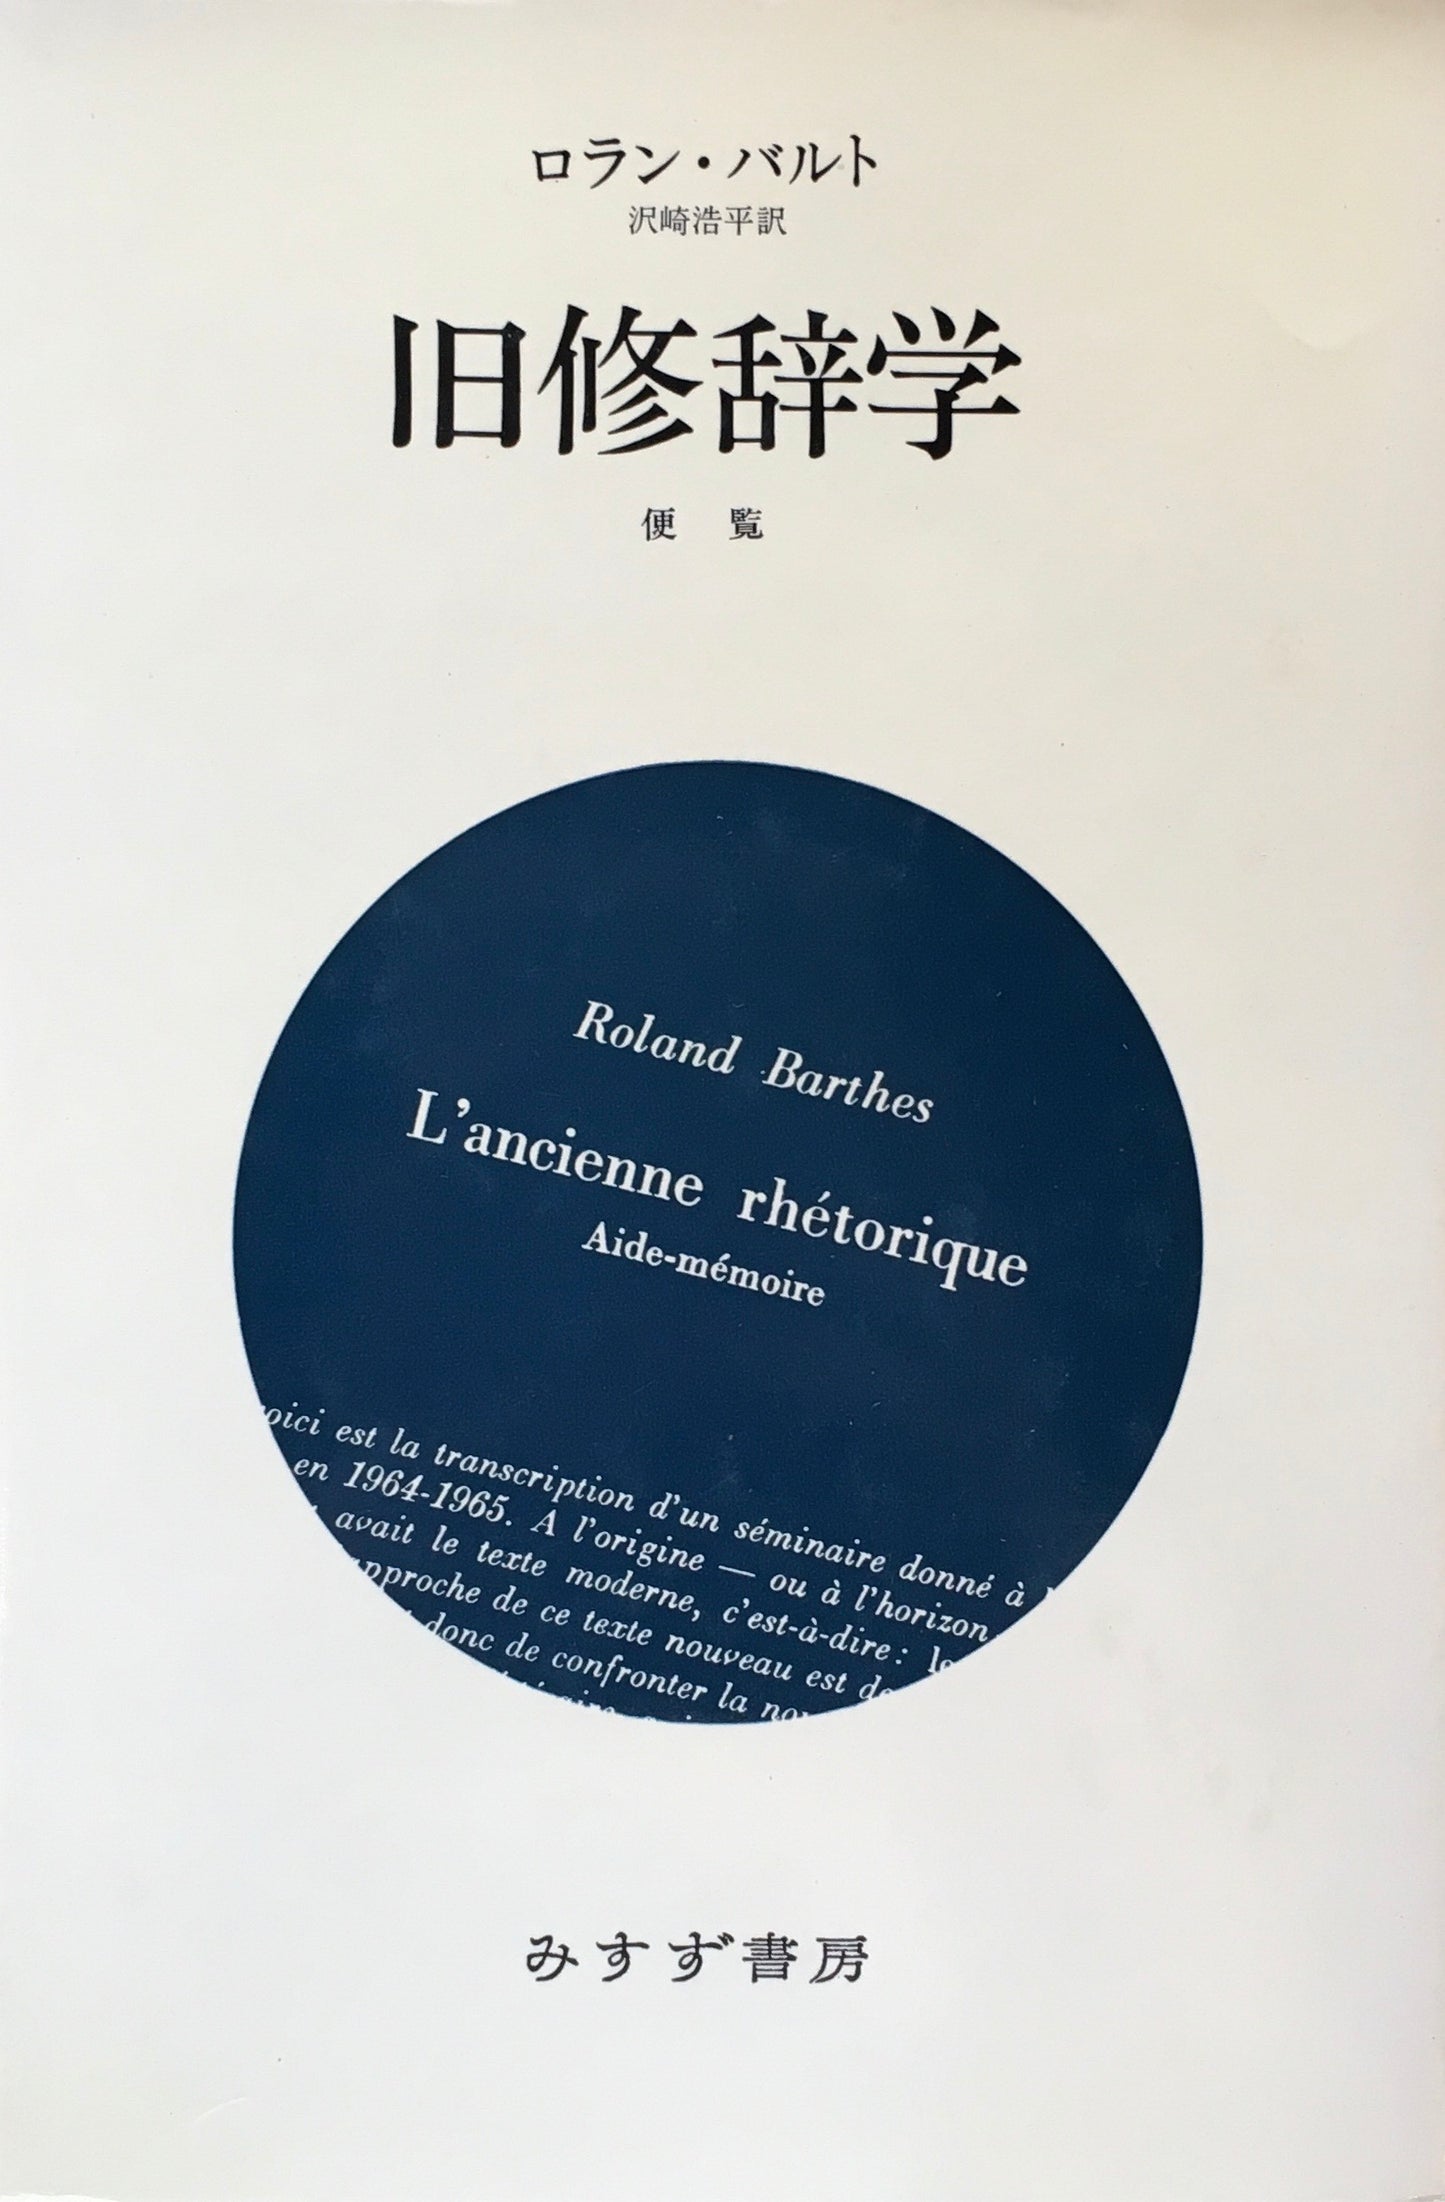 ロラン・バルト
沢崎浩平訳
旧修辞学
便覧
Roland Barthes
L'ancienne rhétorique
Aide-mémoire
est la transcription d'un séminaire donné à
en 1964-1965. A l'origine — ou à l'horizon
avait le texte moderne, c'est-à-dire :
de ce texte nouveau est
donc de confronter la
みすず書房